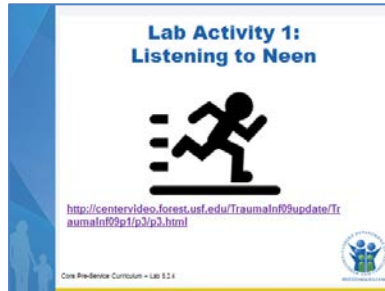 Lab Activity 1:
Listening to Neen
http://centervideo.forest.usf.edu/TraumaInf09update/Tr
aumaInf09p1/p3/p3.html
Core Pre-Service Curriculum – Lab 5.2.4